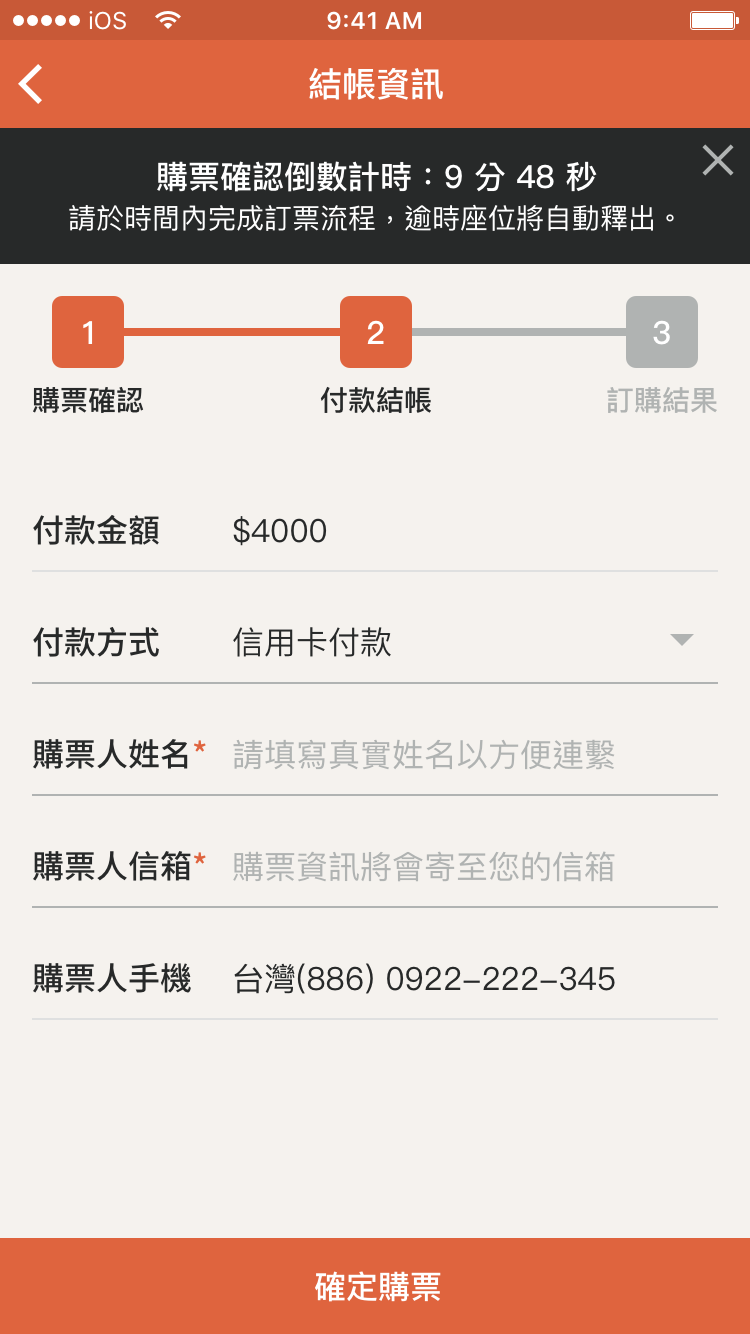 iOS 9:41 AM
結帳資訊
購票確認倒數計時：9 分 48 秒
請於時間內完成訂票流程，逾時座位將自動釋出。
1 2 3
購票確認 付款結帳 訂購結果
付款金額 $4000
付款方式 信用卡付款
購票人姓名* 請填寫真實姓名以方便連繫
購票人信箱* 購票資訊將會寄至您的信箱
購票人手機 台灣(886) 0922–222–345
確定購票